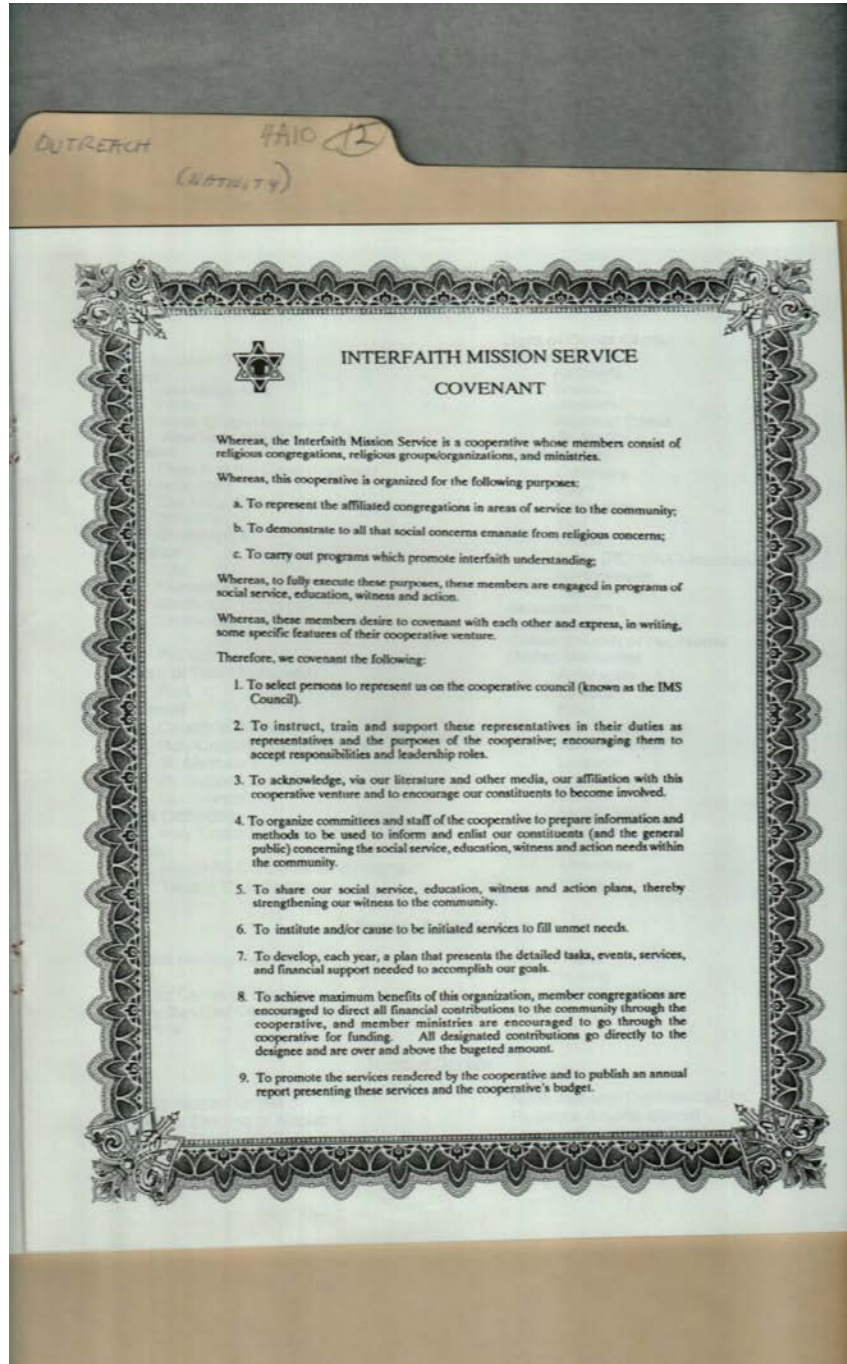 OUTREACH 4A10 12
(NATIVITY)
INTERFAITH MISSION SERVICE
COVENANT
Whereas, the Interfaith Mission Service is a cooperative whose members consist of
religious congregations, religious groups/organizations, and ministries.
Whereas, this cooperative is organized for the following purposes:
a. To represent the affiliated congregations in areas of service to the community;
b. To demonstrate to all that social concerns emanate from religious concerns;
c. To carry out programs which promote interfaith understanding;
Whereas, to fully execute these purposes, these members are engaged in programs of
social service, education, witness and action.
Whereas, these members desire to covenant with each other and express, in writing,
some specific features of their cooperative venture.
Therefore, we covenant the following:
1. To select persons to represent us on the cooperative council (known as the IMS
Council).
2. To instruct, train and support these representatives in their duties as
representatives and the purposes of the cooperative; encouraging them to
accept responsibilities and leadership roles.
3. To acknowledge, via our literature and other media, our affiliation with this
cooperative venture and to encourage our constituents to become involved.
4. To organize committees and staff of the cooperative to prepare information and
methods to be used to inform and enlist our constituents (and the general
public) concerning the social service, education, witness and action needs within
the community.
5. To share our social service, education, witness and action plans, thereby
strengthening our witness to the community.
6. To institute and/or cause to be initiated services to fill unmet needs.
7. To develop, each year, a plan that presents the detailed tasks, events, services,
and financial support needed to accomplish our goals.
8. To achieve maximum benefits of this organization, member congregations are
encouraged to direct all financial contributions to the community through the
cooperative, and member ministries are encouraged to go through the
cooperative for funding. All designated contributions go directly to the
designee and are over and above the bugeted amount.
9. To promote the services rendered by the cooperative and to publish an annual
report presenting these services and the cooperative's budget.